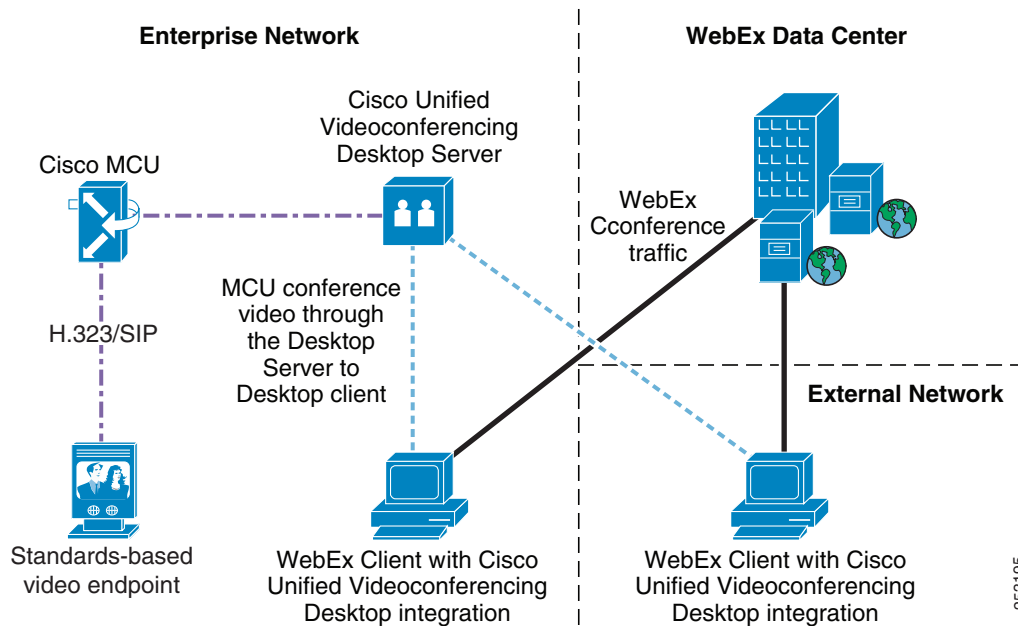 Enterprise Network
WebEx Data Center
Cisco Unified
Videoconferencing
Desktop Server
Cisco MCU
WebEx
Cconference
traffic
MCU conference
video through
the Desktop
Server to
Desktop client
H.323/SIP
External Network
Standards-based
video endpoint
WebEx Client with Cisco
Unified Videoconferencing
Desktop integration
WebEx Client with Cisco
Unified Videoconferencing
Desktop integration